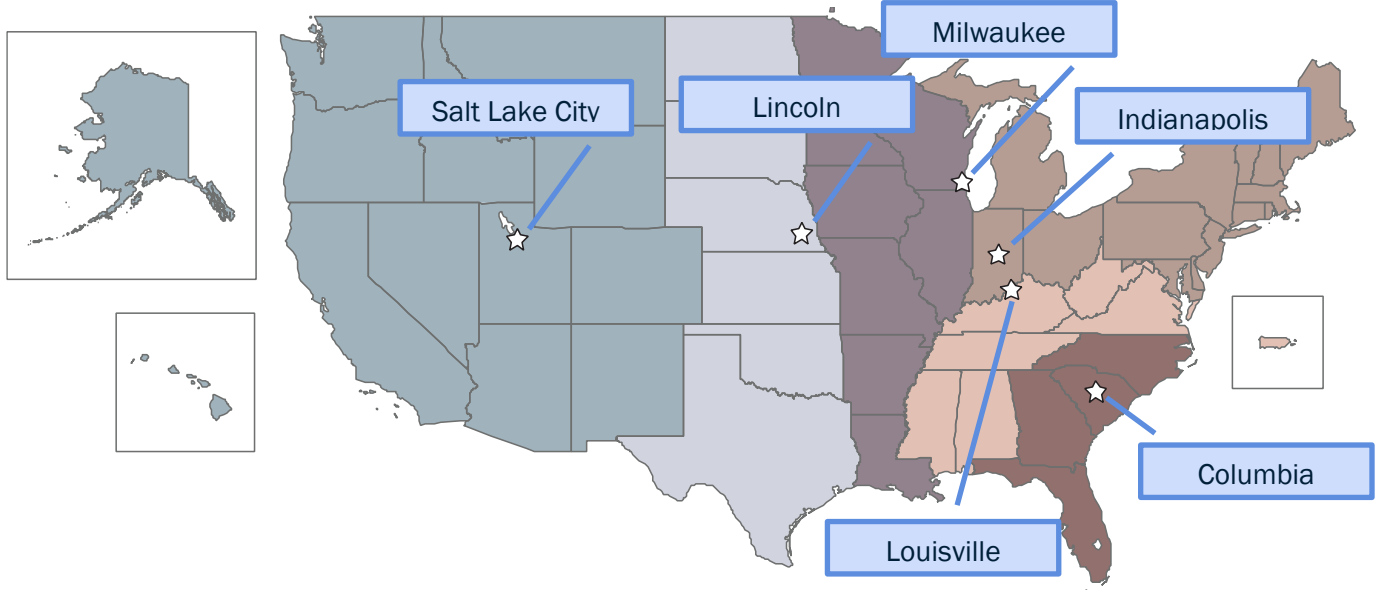 Milwaukee
Salt Lake City
Lincoln
Indianapolis
Columbia
Louisville